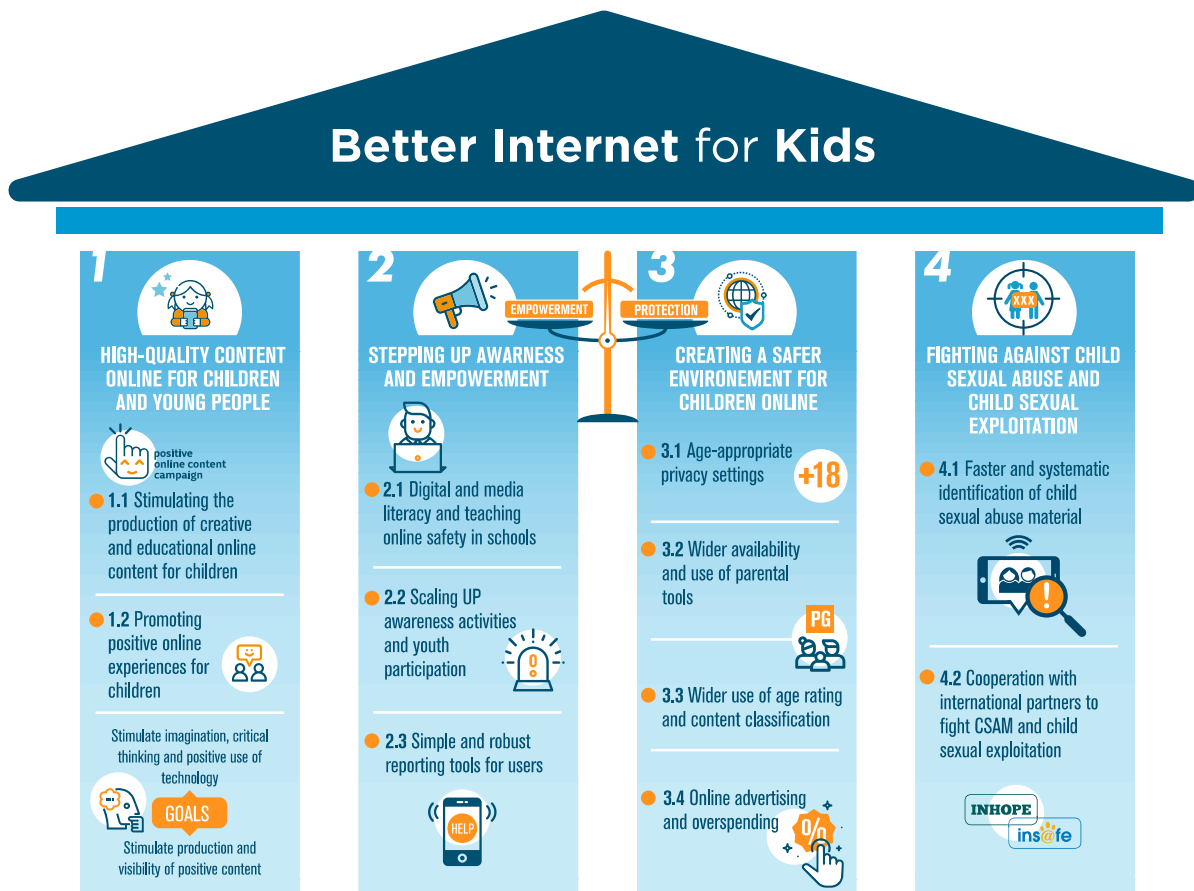 Better Internet for Kids
1
HIGH-QUALITY CONTENT
ONLINE FOR CHILDREN
AND YOUNG PEOPLE
positive
online content
campaign
1.1 Stimulating the
production of creative
and educational online
content for children
1.2 Promoting
positive online
experiences for
children
Stimulate imagination, critical
thinking and positive use of
technology
GOALS
Stimulate production and
visibility of positive content
2
EMPOWERMENT
STEPPING UP AWARNESS
AND EMPOWERMENT
2.1 Digital and media
literacy and teaching
online safety in schools
2.2 Scaling UP
awareness activities
and youth
participation
2.3 Simple and robust
reporting tools for users
HELP
3
PROTECTION
CREATING A SAFER
ENVIRONEMENT FOR
CHILDREN ONLINE
3.1 Age-appropriate
privacy settings
+18
3.2 Wider availability
and use of parental
tools
PG
3.3 Wider use of age rating
and content classification
3.4 Online advertising
and overspending
%
4
XXX
FIGHTING AGAINST CHILD
SEXUAL ABUSE AND
CHILD SEXUAL
EXPLOITATION
4.1 Faster and systematic
identification of child
sexual abuse material
!
4.2 Cooperation with
international partners to
fight CSAM and child
sexual exploitation
INHOPE
ins@fe